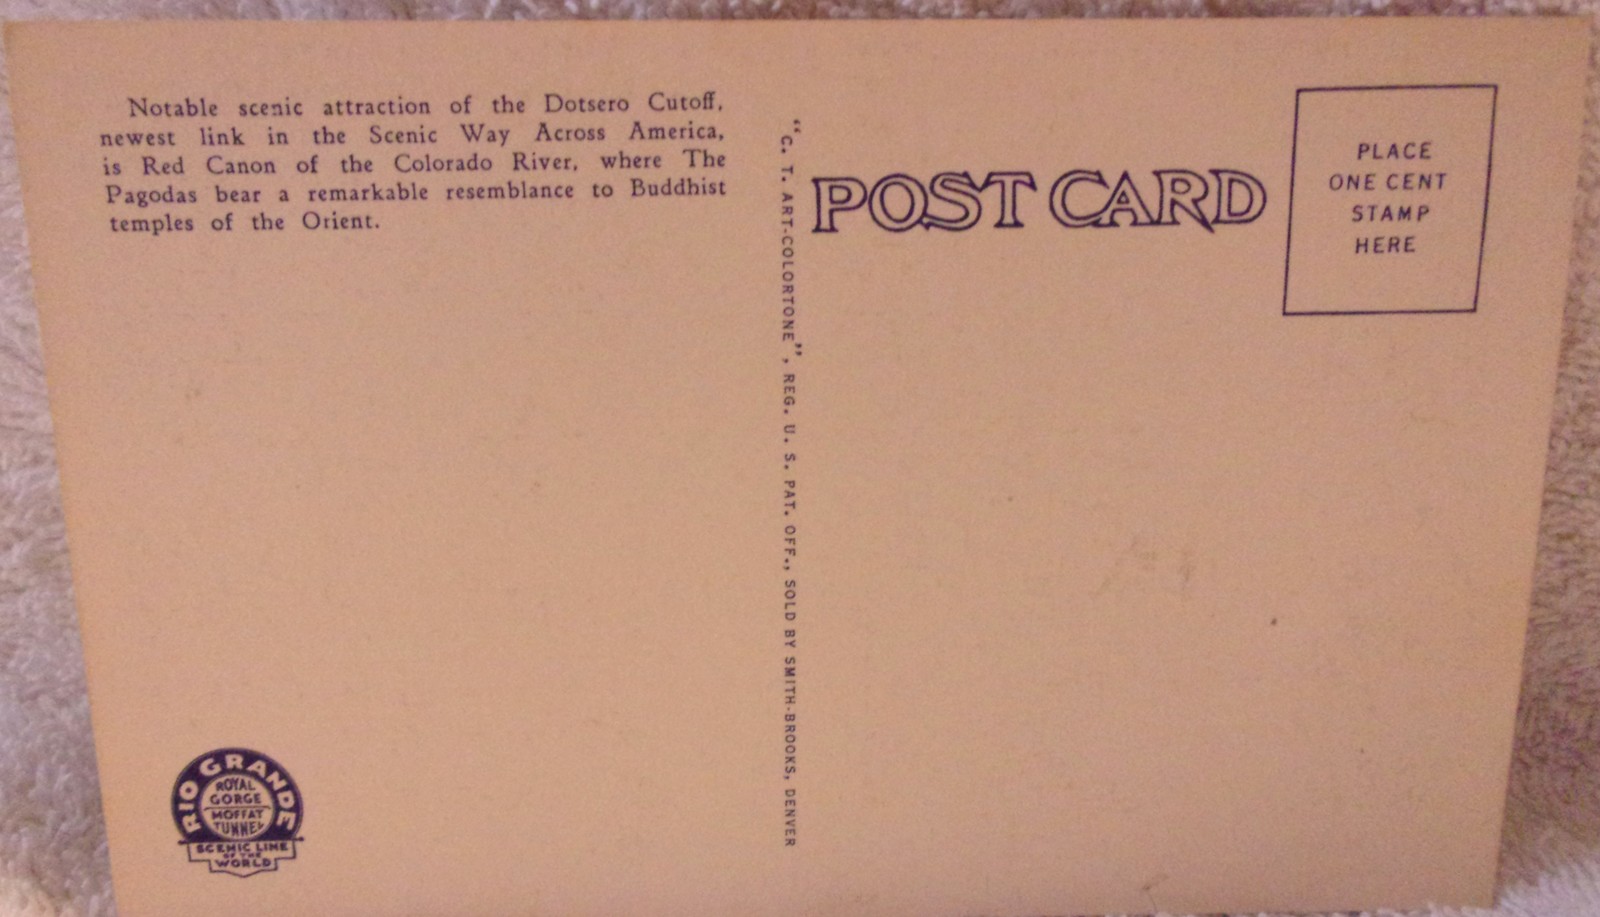 Notable scenic attraction of the Dotsero Cutoff,
newest link in the Scenic Way Across America,
is Red Canon of the Colorado River, where The
Pagodas bear a remarkable resemblance to Buddhist
temples of the Orient.
"C. T. ART-COLORTONE", REG. U. S. PAT. OFF., SOLD BY SMITH-BROOKS, DENVER
POST CARD
PLACE
ONE CENT
STAMP
HERE
RIO GRANDE
ROYAL
GORGE
MOFFAT
TUNNEL
SCENIC LINE
OF THE
WORLD